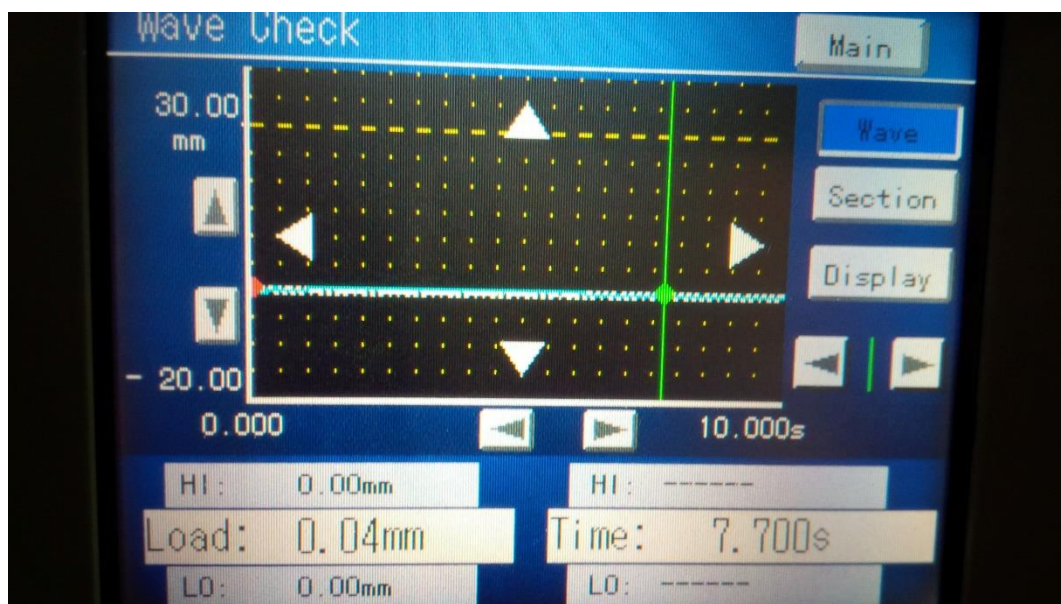 Wave Check
Main
30.00
mm
Wave
Section
Display
- 20.00
0.000
10.000s
HI: 0.00mm
HI: ------
Load: 0.04mm
Time: 7.700s
LO: 0.00mm
LO: ------